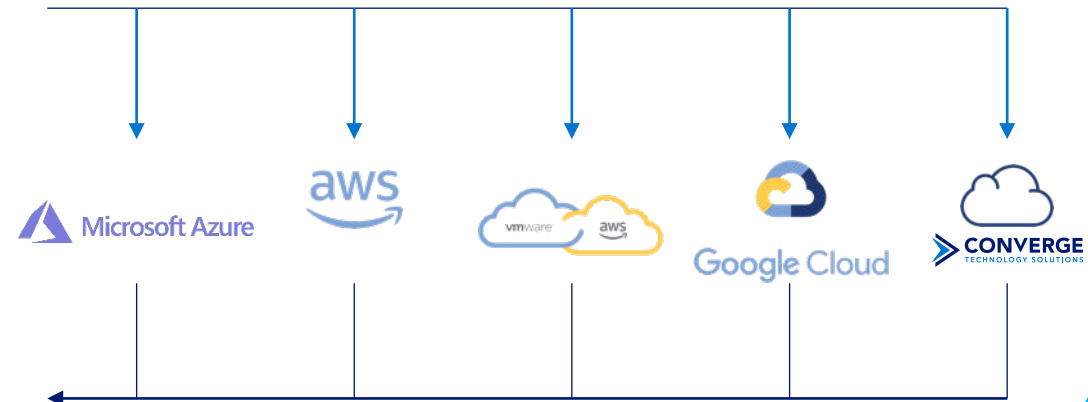 Microsoft Azure
aws
vmware
aws
Google Cloud
CONVERGE
TECHNOLOGY SOLUTIONS